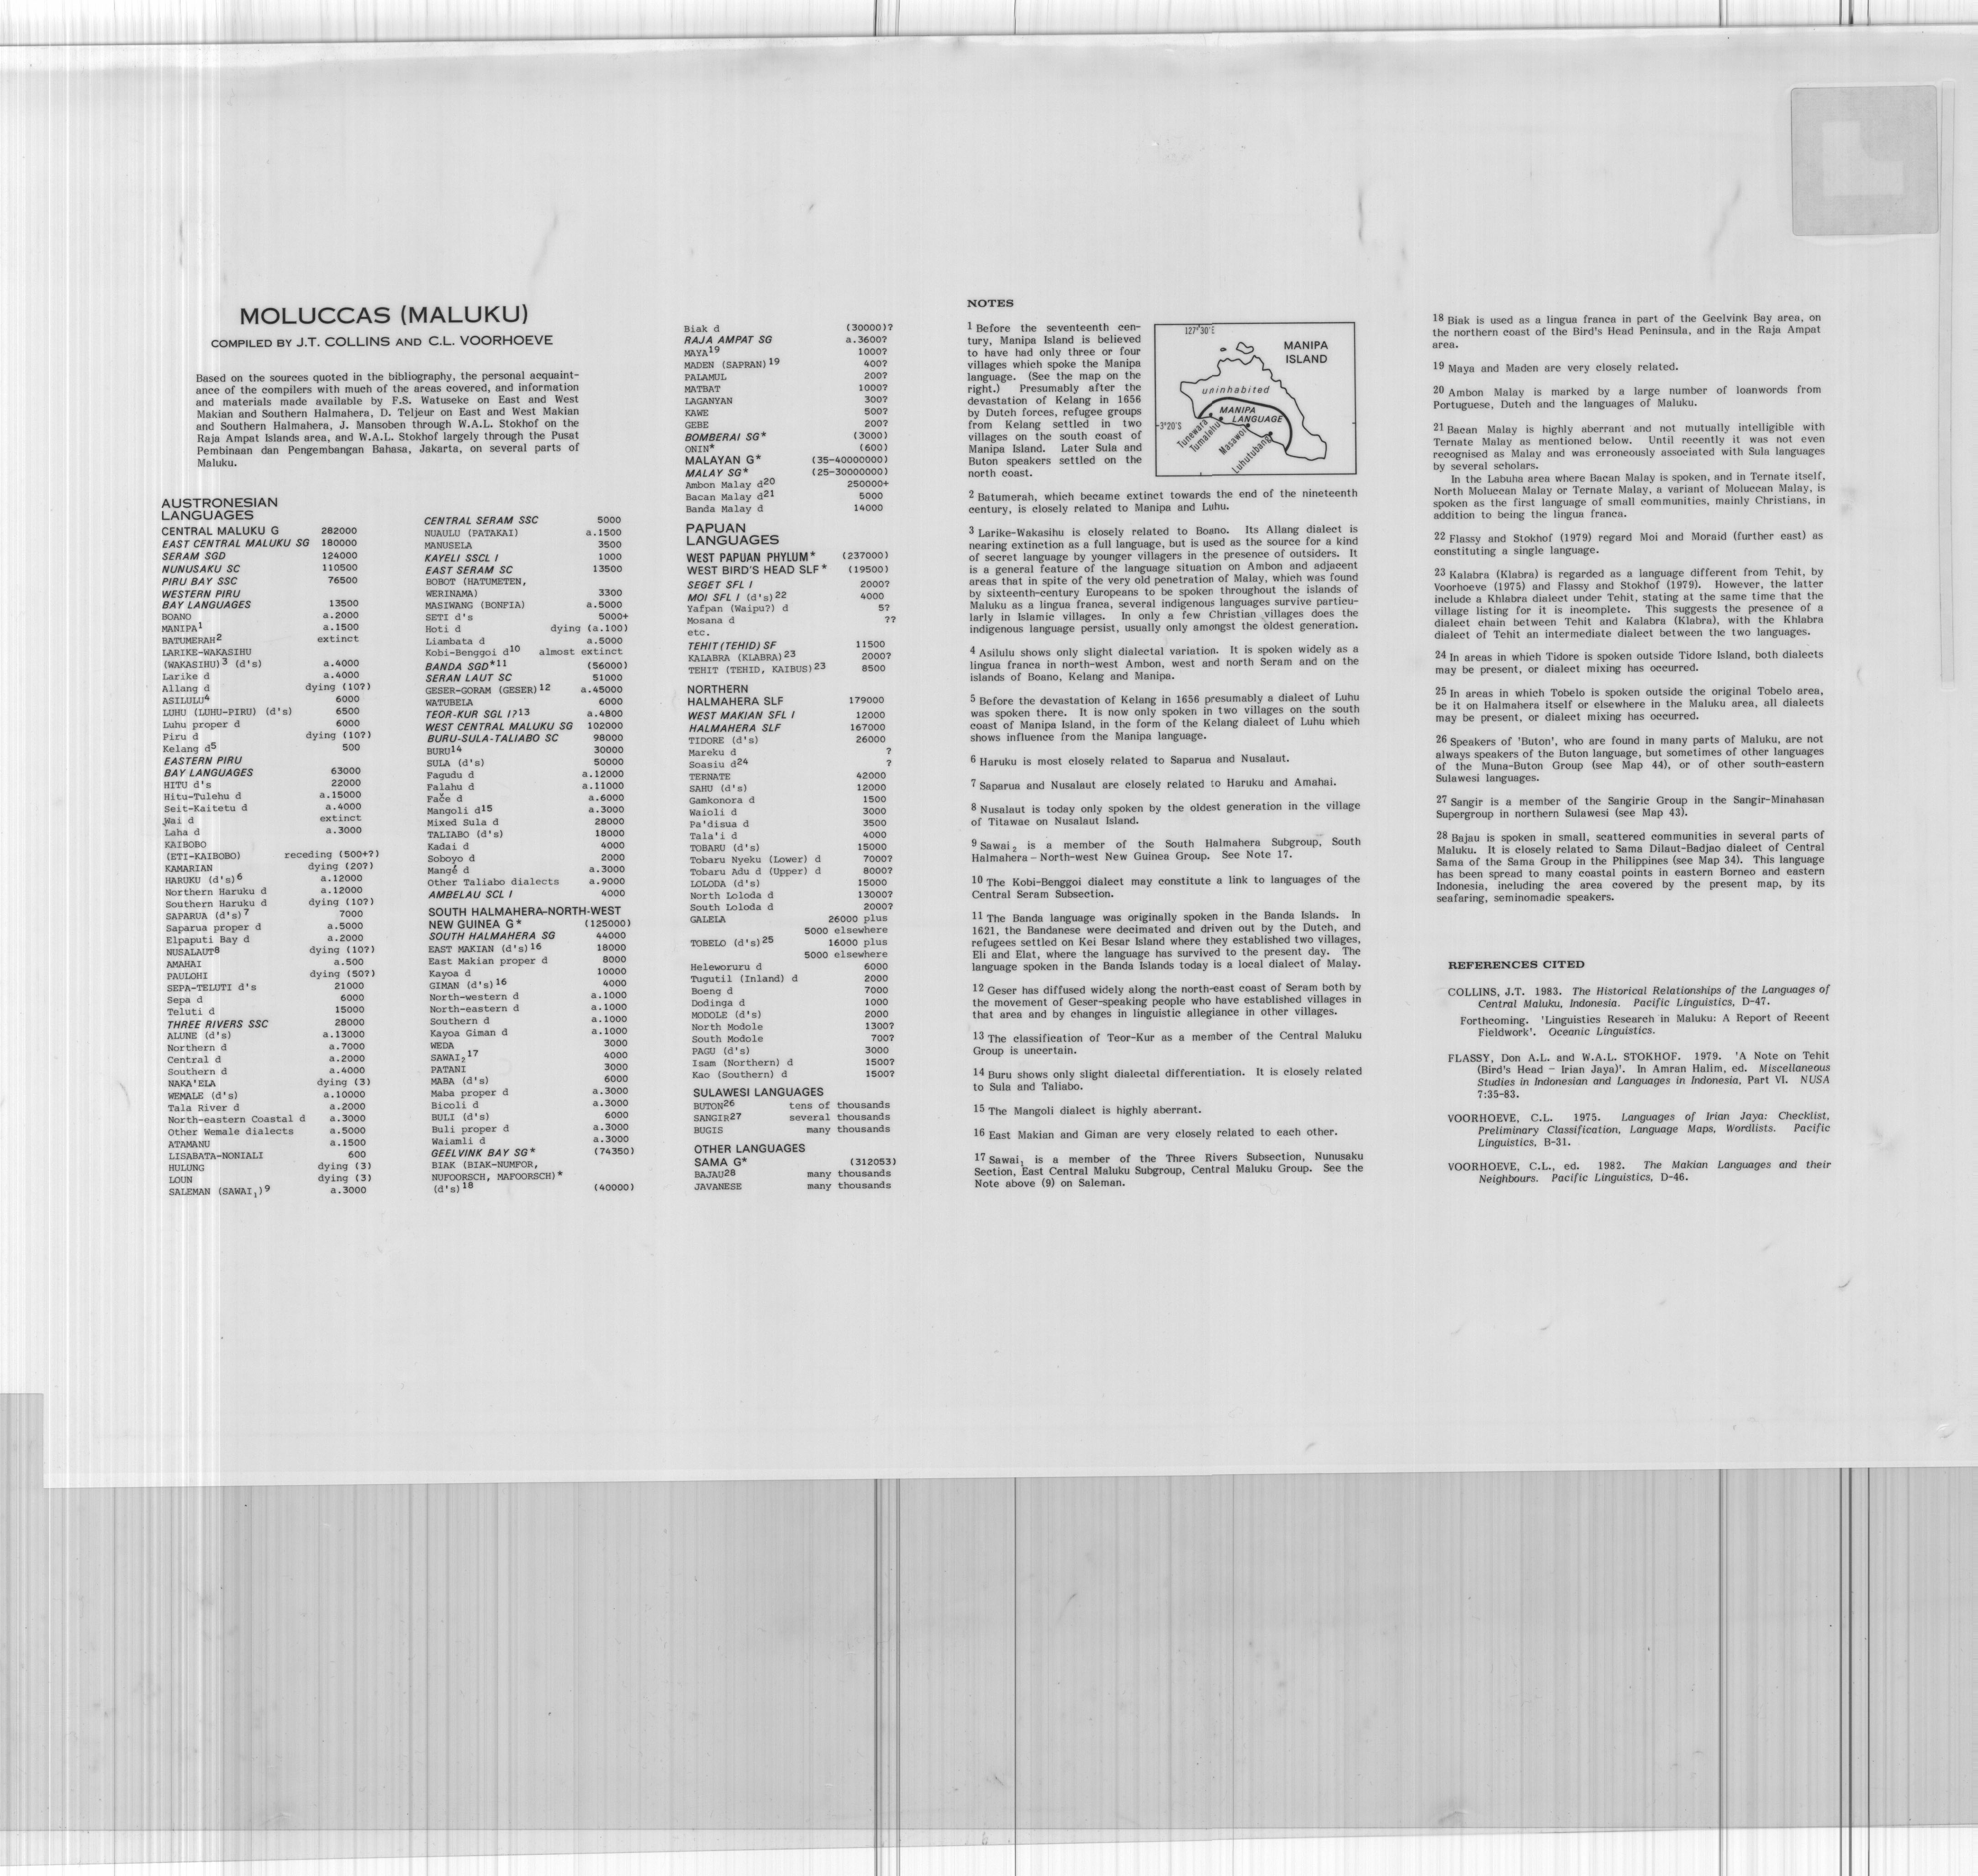 MOLUCCAS (MALUKU)
COMPILED BY J.T. COLLINS AND C.L. VOORHOEVE
Based on the sources quoted in the bibliography, the personal acquaint-
ance of the compilers with much of the areas covered, and information
and materials made available by F.S. Watuseke on East and West
Makian and Southern Halmahera, D. Teljeur on East and West Makian
and Southern Halmahera, J. Mansoben through W.A.L. Stokhof on the
Raja Ampat Islands area, and W.A.L. Stokhof largely through the Pusat
Pembinaan dan Pengembangan Bahasa, Jakarta, on several parts of
Maluku.
AUSTRONESIAN
LANGUAGES
CENTRAL MALUKU G 282000
EAST CENTRAL MALUKU SG 180000
SERAM SGD 124000
NUNUSAKU SC 110500
PIRU BAY SSC 76500
WESTERN PIRU
BAY LANGUAGES 13500
BOANO a.2000
MANIPA1 a.1500
BATUMERAH2 extinct
LARIKE-WAKASIHU
(WAKASIHU)3 (d's) a.4000
Larike d a.4000
Allang d dying (10?)
ASILULU4 6000
LUHU (LUHU-PIRU) (d's) 6500
Luhu proper d 6000
Piru d dying (10?)
Kelang d5 500
EASTERN PIRU
BAY LANGUAGES 63000
HITU d's 22000
Hitu-Tulehu d a.15000
Seit-Kaitetu d a.4000
Wai d extinct
Laha d a.3000
KAIBOBO
(ETI-KAIBOBO) receding (500+?)
KAMARIAN dying (20?)
HARUKU (d's)6 a.12000
Northern Haruku d a.12000
Southern Haruku d dying (10?)
SAPARUA (d's)7 7000
Saparua proper d a.5000
Elpaputi Bay d a.2000
NUSALAUT8 dying (10?)
AMAHAI a.500
PAULOHI dying (50?)
SEPA-TELUTI d's 21000
Sepa d 6000
Teluti d 15000
THREE RIVERS SSC 28000
ALUNE (d's) a.13000
Northern d a.7000
Central d a.2000
Southern d a.4000
NAKA'ELA dying (3)
WEMALE (d's) a.10000
Tala River d a.2000
North-eastern Coastal d a.3000
Other Wemale dialects a.5000
ATAMANU a.1500
LISABATA-NONIALI 600
HULUNG dying (3)
LOUN dying (3)
SALEMAN (SAWAI1)9 a.3000
CENTRAL SERAM SSC 5000
NUAULU (PATAKAI) a.1500
MANUSELA 3500
KAYELI SSCL I 1000
EAST SERAM SC 13500
BOBOT (HATUMETEN,
WERINAMA) 3300
MASIWANG (BONFIA) a.5000
SETI d's 5000+
Hoti d dying (a.100)
Liambata d a.5000
Kobi-Benggoi d10 almost extinct
BANDA SGD*11 (56000)
SERAN LAUT SC 51000
GESER-GORAM (GESER)12 a.45000
WATUBELA 6000
TEOR-KUR SGL I?13 a.4800
WEST CENTRAL MALUKU SG 102000
BURU-SULA-TALIABO SC 98000
BURU14 30000
SULA (d's) 50000
Fagudu d a.12000
Falahu d a.11000
Fače d a.6000
Mangoli d15 a.3000
Mixed Sula d 28000
TALIABO (d's) 18000
Kadai d 4000
Soboyo d 2000
Mangé d a.3000
Other Taliabo dialects a.9000
AMBELAU SCL I 4000
SOUTH HALMAHERA-NORTH-WEST
NEW GUINEA G* (125000)
SOUTH HALMAHERA SG 44000
EAST MAKIAN (d's)16 18000
East Makian proper d 8000
Kayoa d 10000
GIMAN (d's)16 4000
North-western d a.1000
North-eastern d a.1000
Southern d a.1000
Kayoa Giman d a.1000
WEDA 3000
SAWAI2 17 4000
PATANI 3000
MABA (d's) 6000
Maba proper d a.3000
Bicoli d a.3000
BULI (d's) 6000
Buli proper d a.3000
Waiamli d a.3000
GEELVINK BAY SG* (74350)
BIAK (BIAK-NUMFOR,
NUFOORSCH, MAFOORSCH)*
(d's)18 (40000)
Biak d (30000)?
RAJA AMPAT SG a.3600?
MAYA19 1000?
MADEN (SAPRAN)19 400?
PALAMUL 200?
MATBAT 1000?
LAGANYAN 300?
KAWE 500?
GEBE 200?
BOMBERAI SG* (3000)
ONIN* (600)
MALAYAN G* (35-40000000)
MALAY SG* (25-30000000)
Ambon Malay d20 250000+
Bacan Malay d21 5000
Banda Malay d 14000
PAPUAN
LANGUAGES
WEST PAPUAN PHYLUM* (237000)
WEST BIRD'S HEAD SLF* (19500)
SEGET SFL I 2000?
MOI SFL I (d's)22 4000
Yafpan (Waipu?) d 5?
Mosana d ??
etc.
TEHIT (TEHID) SF 11500
KALABRA (KLABRA)23 2000?
TEHIT (TEHID, KAIBUS)23 8500
NORTHERN
HALMAHERA SLF 179000
WEST MAKIAN SFL I 12000
HALMAHERA SLF 167000
TIDORE (d's) 26000
Mareku d ?
Soasiu d24 ?
TERNATE 42000
SAHU (d's) 12000
Gamkonora d 1500
Waioli d 3000
Pa'disua d 3500
Tala'i d 4000
TOBARU (d's) 15000
Tobaru Nyeku (Lower) d 7000?
Tobaru Adu d (Upper) d 8000?
LOLODA (d's) 15000
North Loloda d 13000?
South Loloda d 2000?
GALELA 26000 plus
5000 elsewhere
TOBELO (d's)25 16000 plus
5000 elsewhere
Heleworuru d 6000
Tugutil (Inland) d 2000
Boeng d 7000
Dodinga d 1000
MODOLE (d's) 2000
North Modole 1300?
South Modole 700?
PAGU (d's) 3000
Isam (Northern) d 1500?
Kao (Southern) d 1500?
SULAWESI LANGUAGES
BUTON26 tens of thousands
SANGIR27 several thousands
BUGIS many thousands
OTHER LANGUAGES
SAMA G* (312053)
BAJAU28 many thousands
JAVANESE many thousands
NOTES
1 Before the seventeenth cen-
tury, Manipa Island is believed
to have had only three or four
villages which spoke the Manipa
language. (See the map on the
right.) Presumably after the
devastation of Kelang in 1656
by Dutch forces, refugee groups
from Kelang settled in two
villages on the south coast of
Manipa Island. Later Sula and
Buton speakers settled on the
north coast.
127°30'E
MANIPA
ISLAND
uninhabited
MANIPA
LANGUAGE
3°20'S
Tunewara
Tumalahu
Masawoi
Luhutubang
2 Batumerah, which became extinct towards the end of the nineteenth
century, is closely related to Manipa and Luhu.
3 Larike-Wakasihu is closely related to Boano. Its Allang dialect is
nearing extinction as a full language, but is used as the source for a kind
of secret language by younger villagers in the presence of outsiders. It
is a general feature of the language situation on Ambon and adjacent
areas that in spite of the very old penetration of Malay, which was found
by sixteenth-century Europeans to be spoken throughout the islands of
Maluku as a lingua franca, several indigenous languages survive particu-
larly in Islamic villages. In only a few Christian villages does the
indigenous language persist, usually only amongst the oldest generation.
4 Asilulu shows only slight dialectal variation. It is spoken widely as a
lingua franca in north-west Ambon, west and north Seram and on the
islands of Boano, Kelang and Manipa.
5 Before the devastation of Kelang in 1656 presumably a dialect of Luhu
was spoken there. It is now only spoken in two villages on the south
coast of Manipa Island, in the form of the Kelang dialect of Luhu which
shows influence from the Manipa language.
6 Haruku is most closely related to Saparua and Nusalaut.
7 Saparua and Nusalaut are closely related to Haruku and Amahai.
8 Nusalaut is today only spoken by the oldest generation in the village
of Titawae on Nusalaut Island.
9 Sawai2 is a member of the South Halmahera Subgroup, South
Halmahera – North-west New Guinea Group. See Note 17.
10 The Kobi-Benggoi dialect may constitute a link to languages of the
Central Seram Subsection.
11 The Banda language was originally spoken in the Banda Islands. In
1621, the Bandanese were decimated and driven out by the Dutch, and
refugees settled on Kei Besar Island where they established two villages,
Eli and Elat, where the language has survived to the present day. The
language spoken in the Banda Islands today is a local dialect of Malay.
12 Geser has diffused widely along the north-east coast of Seram both by
the movement of Geser-speaking people who have established villages in
that area and by changes in linguistic allegiance in other villages.
13 The classification of Teor-Kur as a member of the Central Maluku
Group is uncertain.
14 Buru shows only slight dialectal differentiation. It is closely related
to Sula and Taliabo.
15 The Mangoli dialect is highly aberrant.
16 East Makian and Giman are very closely related to each other.
17 Sawai1 is a member of the Three Rivers Subsection, Nunusaku
Section, East Central Maluku Subgroup, Central Maluku Group. See the
Note above (9) on Saleman.
18 Biak is used as a lingua franca in part of the Geelvink Bay area, on
the northern coast of the Bird's Head Peninsula, and in the Raja Ampat
area.
19 Maya and Maden are very closely related.
20 Ambon Malay is marked by a large number of loanwords from
Portuguese, Dutch and the languages of Maluku.
21 Bacan Malay is highly aberrant and not mutually intelligible with
Ternate Malay as mentioned below. Until recently it was not even
recognised as Malay and was erroneously associated with Sula languages
by several scholars.
In the Labuha area where Bacan Malay is spoken, and in Ternate itself,
North Moluccan Malay or Ternate Malay, a variant of Moluccan Malay, is
spoken as the first language of small communities, mainly Christians, in
addition to being the lingua franca.
22 Flassy and Stokhof (1979) regard Moi and Moraid (further east) as
constituting a single language.
23 Kalabra (Klabra) is regarded as a language different from Tehit, by
Voorhoeve (1975) and Flassy and Stokhof (1979). However, the latter
include a Khlabra dialect under Tehit, stating at the same time that the
village listing for it is incomplete. This suggests the presence of a
dialect chain between Tehit and Kalabra (Klabra), with the Khlabra
dialect of Tehit an intermediate dialect between the two languages.
24 In areas in which Tidore is spoken outside Tidore Island, both dialects
may be present, or dialect mixing has occurred.
25 In areas in which Tobelo is spoken outside the original Tobelo area,
be it on Halmahera itself or elsewhere in the Maluku area, all dialects
may be present, or dialect mixing has occurred.
26 Speakers of 'Buton', who are found in many parts of Maluku, are not
always speakers of the Buton language, but sometimes of other languages
of the Muna-Buton Group (see Map 44), or of other south-eastern
Sulawesi languages.
27 Sangir is a member of the Sangiric Group in the Sangir-Minahasan
Supergroup in northern Sulawesi (see Map 43).
28 Bajau is spoken in small, scattered communities in several parts of
Maluku. It is closely related to Sama Dilaut-Badjao dialect of Central
Sama of the Sama Group in the Philippines (see Map 34). This language
has been spread to many coastal points in eastern Borneo and eastern
Indonesia, including the area covered by the present map, by its
seafaring, seminomadic speakers.
REFERENCES CITED
COLLINS, J.T. 1983. The Historical Relationships of the Languages of
Central Maluku, Indonesia. Pacific Linguistics, D-47.
Forthcoming. 'Linguistics Research in Maluku: A Report of Recent
Fieldwork'. Oceanic Linguistics.
FLASSY, Don A.L. and W.A.L. STOKHOF. 1979. 'A Note on Tehit
(Bird's Head – Irian Jaya)'. In Amran Halim, ed. Miscellaneous
Studies in Indonesian and Languages in Indonesia, Part VI. NUSA
7:35-83.
VOORHOEVE, C.L. 1975. Languages of Irian Jaya: Checklist,
Preliminary Classification, Language Maps, Wordlists. Pacific
Linguistics, B-31.
VOORHOEVE, C.L., ed. 1982. The Makian Languages and their
Neighbours. Pacific Linguistics, D-46.